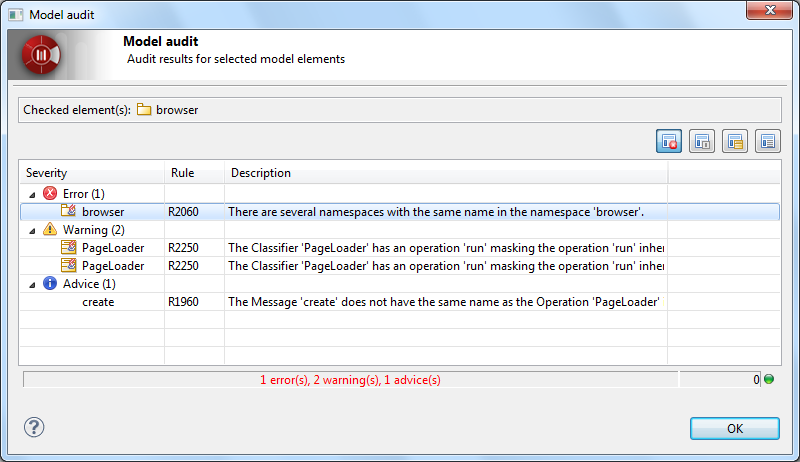 Model audit
Model audit
Audit results for selected model elements
Checked element(s): browser
Severity Rule Description
Error (1)
browser R2060 There are several namespaces with the same name in the namespace 'browser'.
Warning (2)
PageLoader R2250 The Classifier 'PageLoader' has an operation 'run' masking the operation 'run' inher
PageLoader R2250 The Classifier 'PageLoader' has an operation 'run' masking the operation 'run' inher
Advice (1)
create R1960 The Message 'create' does not have the same name as the Operation 'PageLoader'
1 error(s), 2 warning(s), 1 advice(s) 0
OK